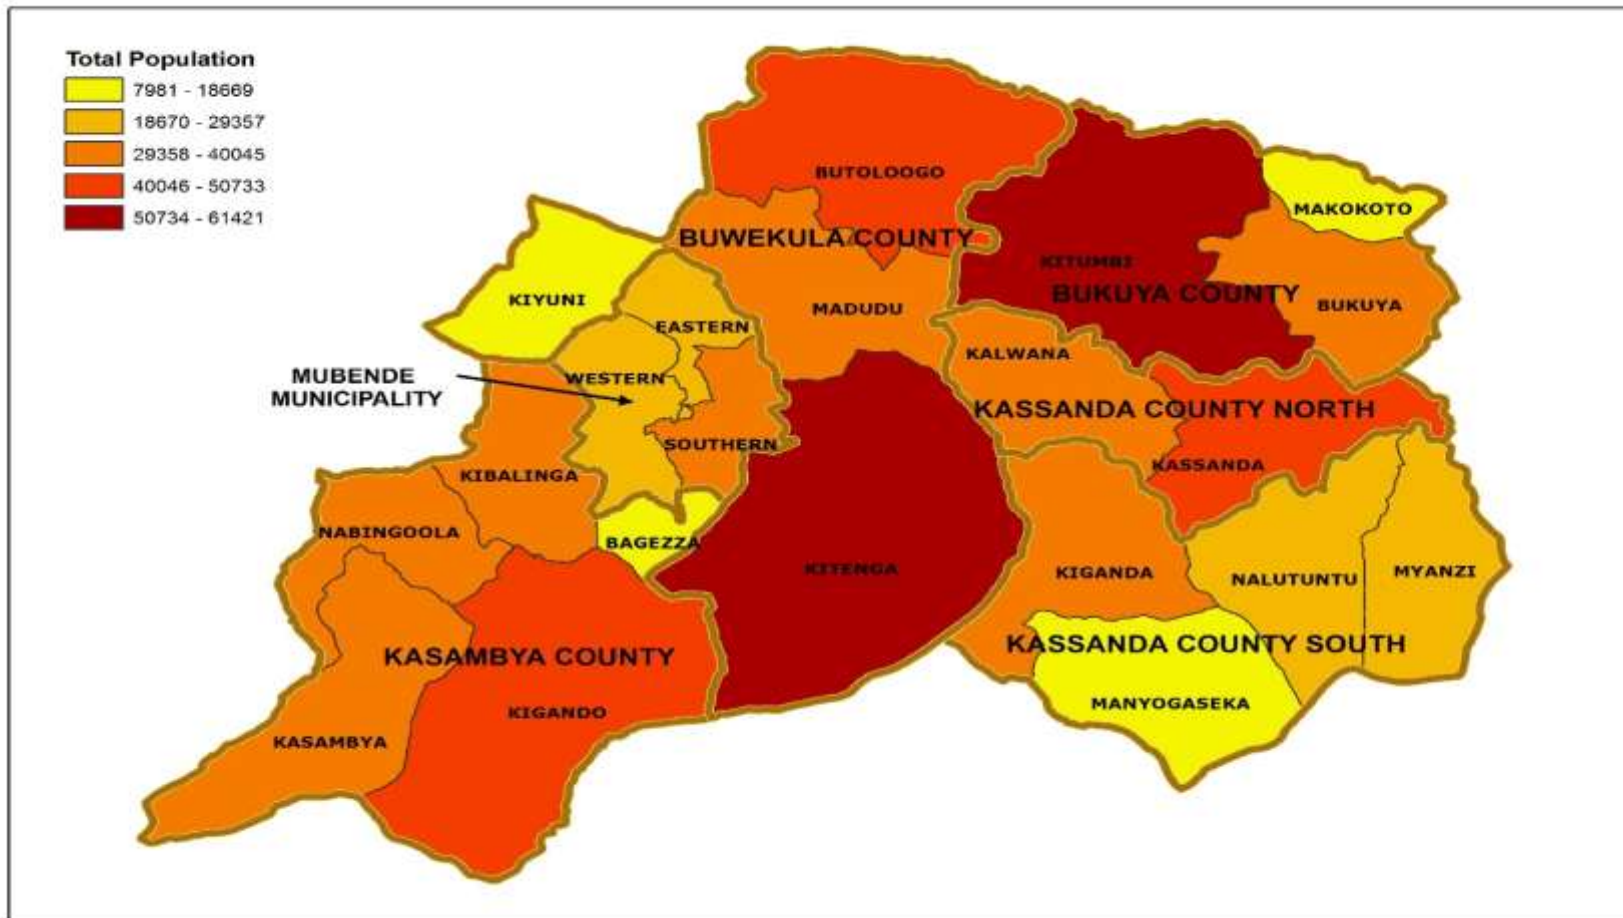 Total Population
7981 - 18669
18670 - 29357
29358 - 40045
40046 - 50733
50734 - 61421
BUTOLOOGO
MAKOKOTO
BUWEKULA COUNTY
KITUMBI
BUKUYA COUNTY
BUKUYA
KIYUNI
MADUDU
EASTERN
KALWANA
WESTERN
MUBENDE
MUNICIPALITY
KASSANDA COUNTY NORTH
SOUTHERN
KASSANDA
KIBALINGA
NABINGOOLA
BAGEZZA
KITENGA
KIGANDA
NALUTUNTU
MYANZI
KASSANDA COUNTY SOUTH
KASAMBYA COUNTY
MANYOGASEKA
KIGANDO
KASAMBYA